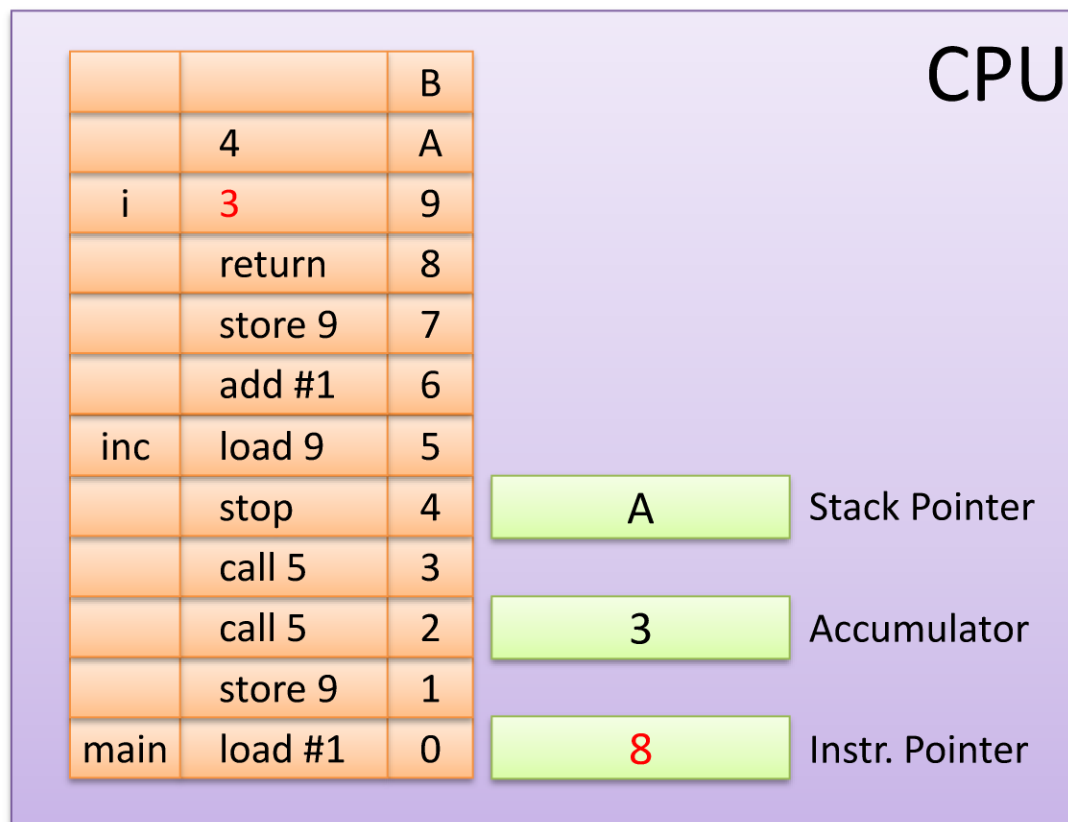 CPU
B
4 A
i 3 9
return 8
store 9 7
add #1 6
inc load 9 5
stop 4 A Stack Pointer
call 5 3
call 5 2 3 Accumulator
store 9 1
main load #1 0 8 Instr. Pointer